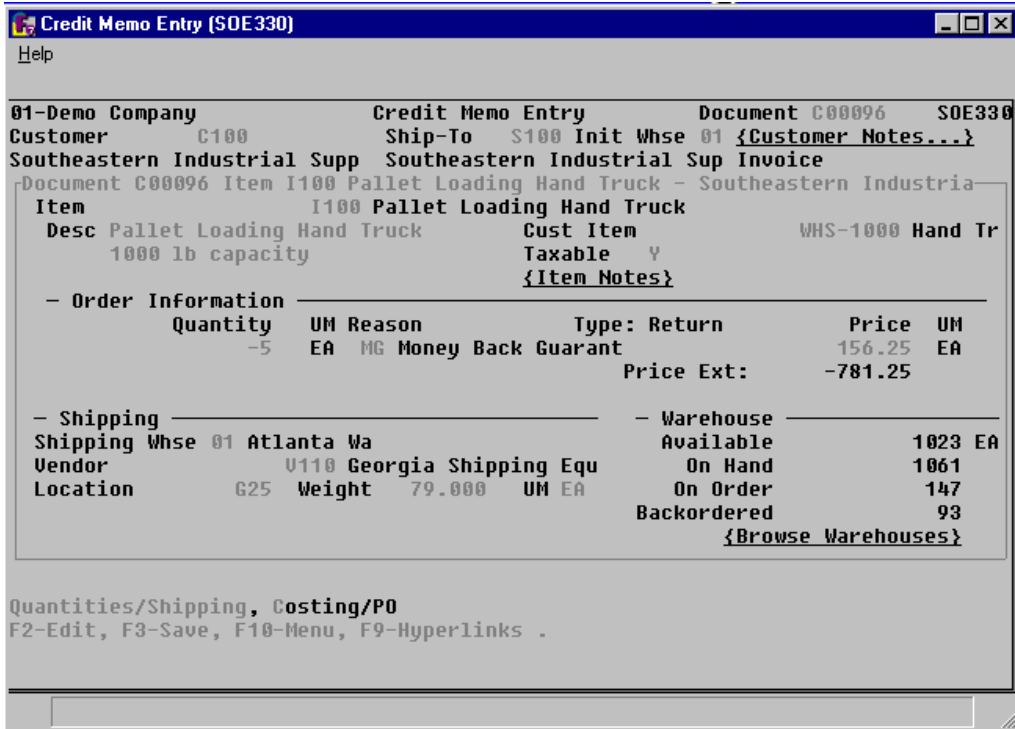 Credit Memo Entry (SOE330)
Help
01-Demo Company Credit Memo Entry Document C00096 SOE330
Customer C100 Ship-To S100 Init Whse 01 {Customer Notes...}
Southeastern Industrial Supp Southeastern Industrial Sup Invoice
Document C00096 Item I100 Pallet Loading Hand Truck - Southeastern Industria
Item I100 Pallet Loading Hand Truck
Desc Pallet Loading Hand Truck Cust Item WHS-1000 Hand Tr
1000 lb capacity Taxable Y
{Item Notes}
- Order Information
Quantity UM Reason Type: Return Price UM
-5 EA MG Money Back Guarant 156.25 EA
Price Ext: -781.25
- Shipping - Warehouse
Shipping Whse 01 Atlanta Wa Available 1023 EA
Vendor V110 Georgia Shipping Equ On Hand 1061
Location G25 Weight 79.000 UM EA On Order 147
Backordered 93
{Browse Warehouses}
Quantities/Shipping, Costing/PO
F2-Edit, F3-Save, F10-Menu, F9-Hyperlinks .